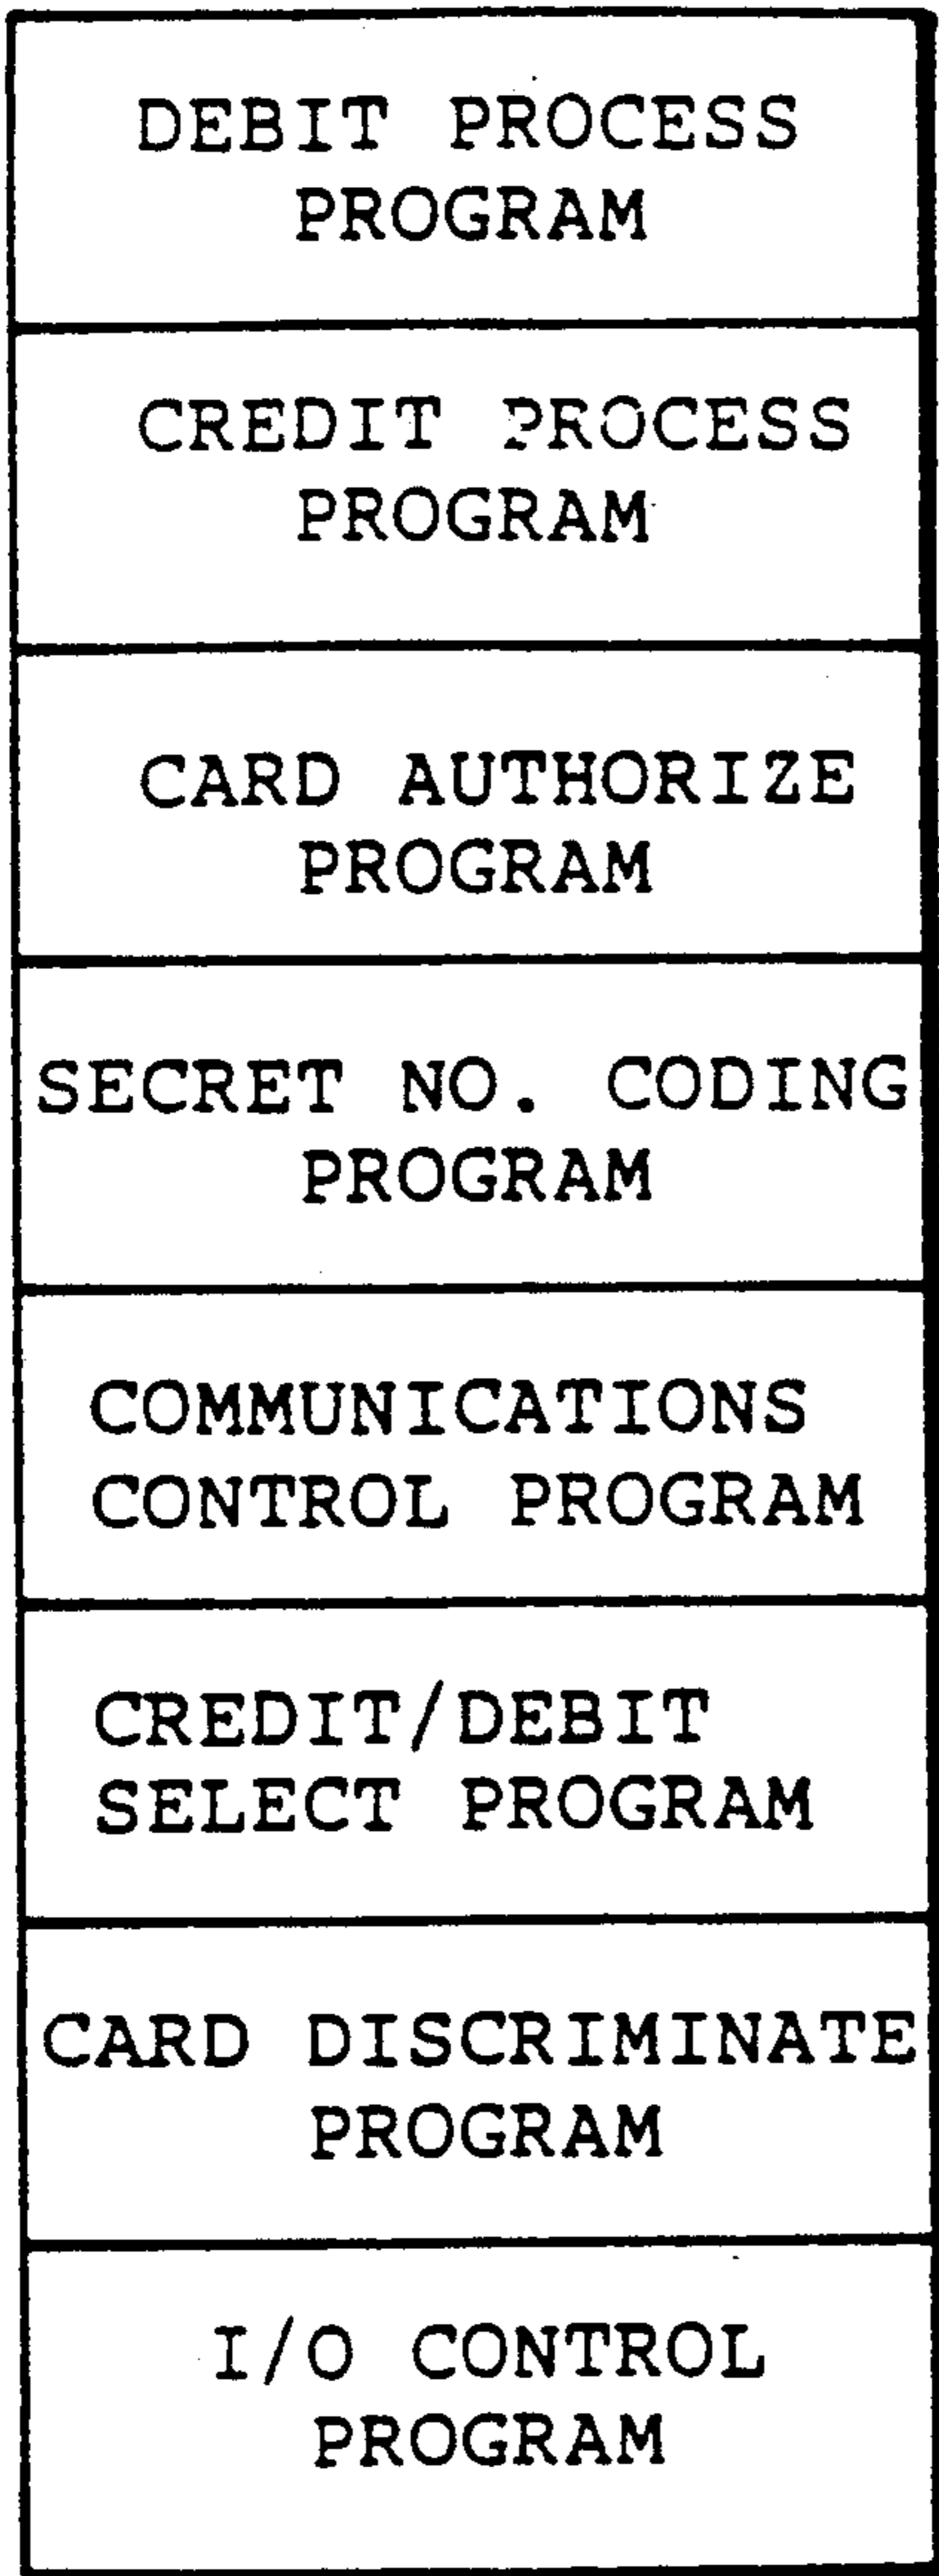 DEBIT PROCESS
PROGRAM
CREDIT PROCESS
PROGRAM
CARD AUTHORIZE
PROGRAM
SECRET NO. CODING
PROGRAM
COMMUNICATIONS
CONTROL PROGRAM
CREDIT/DEBIT
SELECT PROGRAM
CARD DISCRIMINATE
PROGRAM
I/O CONTROL
PROGRAM